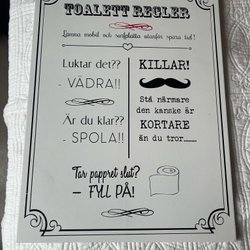 TOALETT REGLER
Lämna mobil och surfplatta utanför spara tid!
Luktar det??
- VÄDRA!!
Är du klar??
- SPOLA!!
KILLAR!
Stå närmare
den kanske är
KORTARE
än du tror
Tar pappret slut?
- FYLL PÅ!